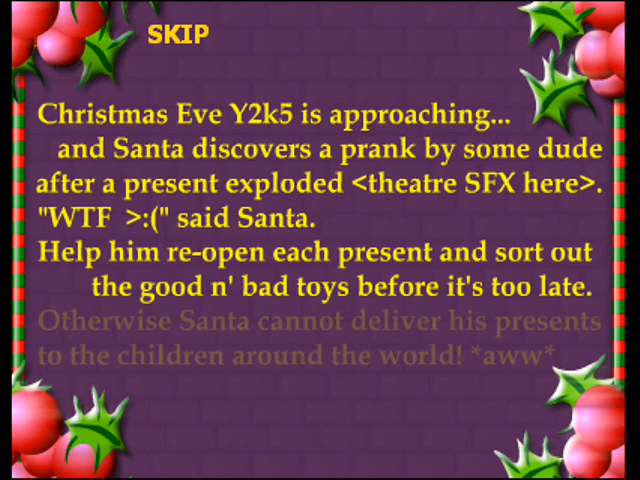 SKIP
Christmas Eve Y2k5 is approaching...
and Santa discovers a prank by some dude
after a present exploded <theatre SFX here>.
"WTF >:(" said Santa.
Help him re-open each present and sort out
the good n' bad toys before it's too late.
Otherwise Santa cannot deliver his presents
to the children around the world! *aww*